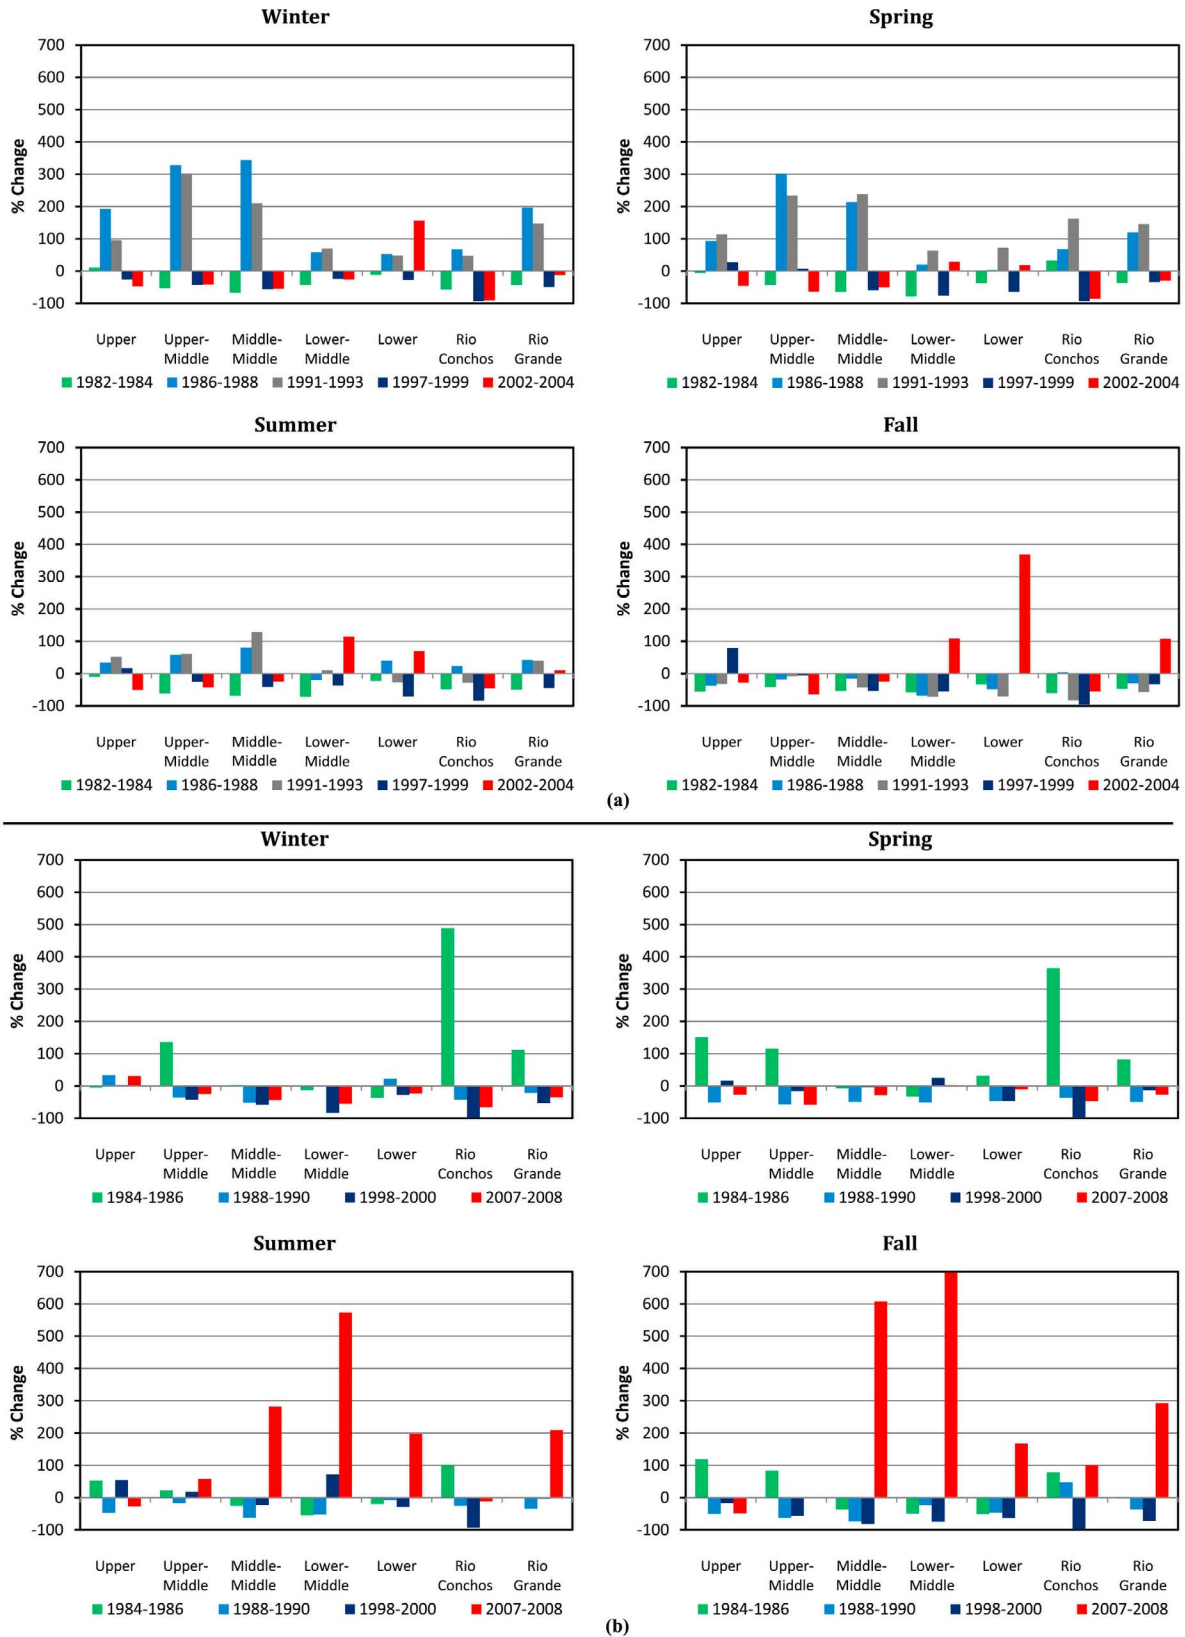 Winter
% Change
700
600
500
400
300
200
100
0
-100
Upper Upper-Middle Middle-Middle Lower-Middle Lower Rio Conchos Rio Grande
1982-1984 1986-1988 1991-1993 1997-1999 2002-2004
Spring
% Change
700
600
500
400
300
200
100
0
-100
Upper Upper-Middle Middle-Middle Lower-Middle Lower Rio Conchos Rio Grande
1982-1984 1986-1988 1991-1993 1997-1999 2002-2004
Summer
% Change
700
600
500
400
300
200
100
0
-100
Upper Upper-Middle Middle-Middle Lower-Middle Lower Rio Conchos Rio Grande
1982-1984 1986-1988 1991-1993 1997-1999 2002-2004
Fall
% Change
700
600
500
400
300
200
100
0
-100
Upper Upper-Middle Middle-Middle Lower-Middle Lower Rio Conchos Rio Grande
1982-1984 1986-1988 1991-1993 1997-1999 2002-2004
(a)
Winter
% Change
700
600
500
400
300
200
100
0
-100
Upper Upper-Middle Middle-Middle Lower-Middle Lower Rio Conchos Rio Grande
1984-1986 1988-1990 1998-2000 2007-2008
Spring
% Change
700
600
500
400
300
200
100
0
-100
Upper Upper-Middle Middle-Middle Lower-Middle Lower Rio Conchos Rio Grande
1984-1986 1988-1990 1998-2000 2007-2008
Summer
% Change
700
600
500
400
300
200
100
0
-100
Upper Upper-Middle Middle-Middle Lower-Middle Lower Rio Conchos Rio Grande
1984-1986 1988-1990 1998-2000 2007-2008
Fall
% Change
700
600
500
400
300
200
100
0
-100
Upper Upper-Middle Middle-Middle Lower-Middle Lower Rio Conchos Rio Grande
1984-1986 1988-1990 1998-2000 2007-2008
(b)